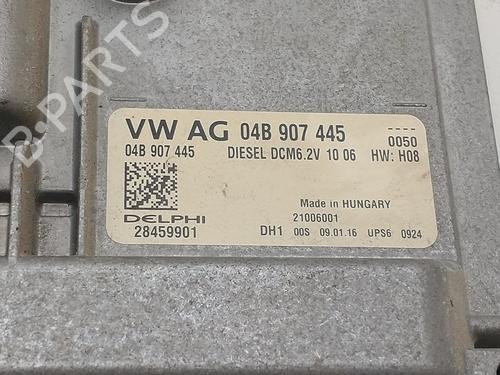 B-PARTS
VW AG 04B 907 445 0050
04B 907 445 DIESEL DCM6.2V 10 06 HW: H08
Made in HUNGARY
DELPHI 21006001
28459901 DH1 00S 09.01.16 UPS6 0924